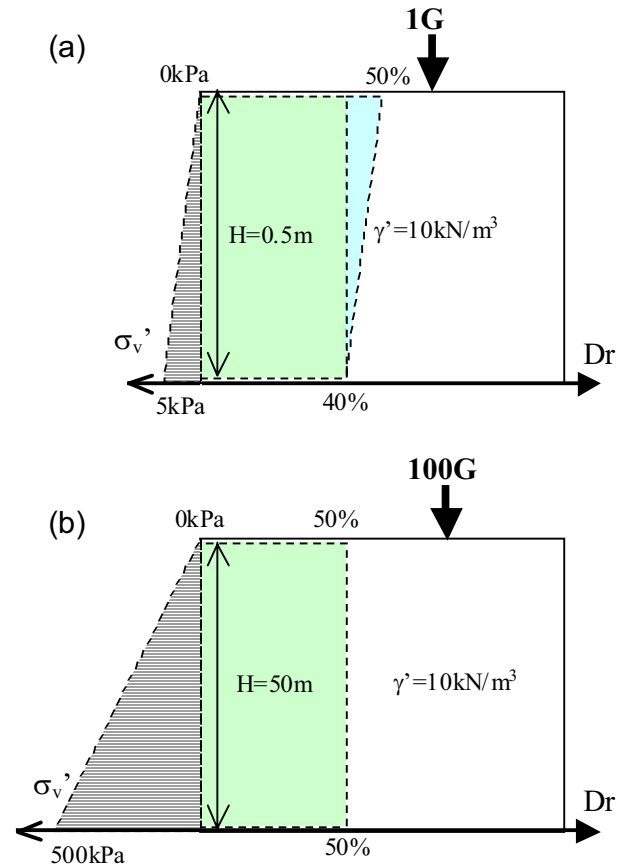 (a)
1G
0kPa
50%
H=0.5m
γ'=10kN/m³
σᵥ'
Dr
5kPa
40%
100G
(b)
0kPa
50%
H=50m
γ'=10kN/m³
σᵥ'
Dr
500kPa
50%